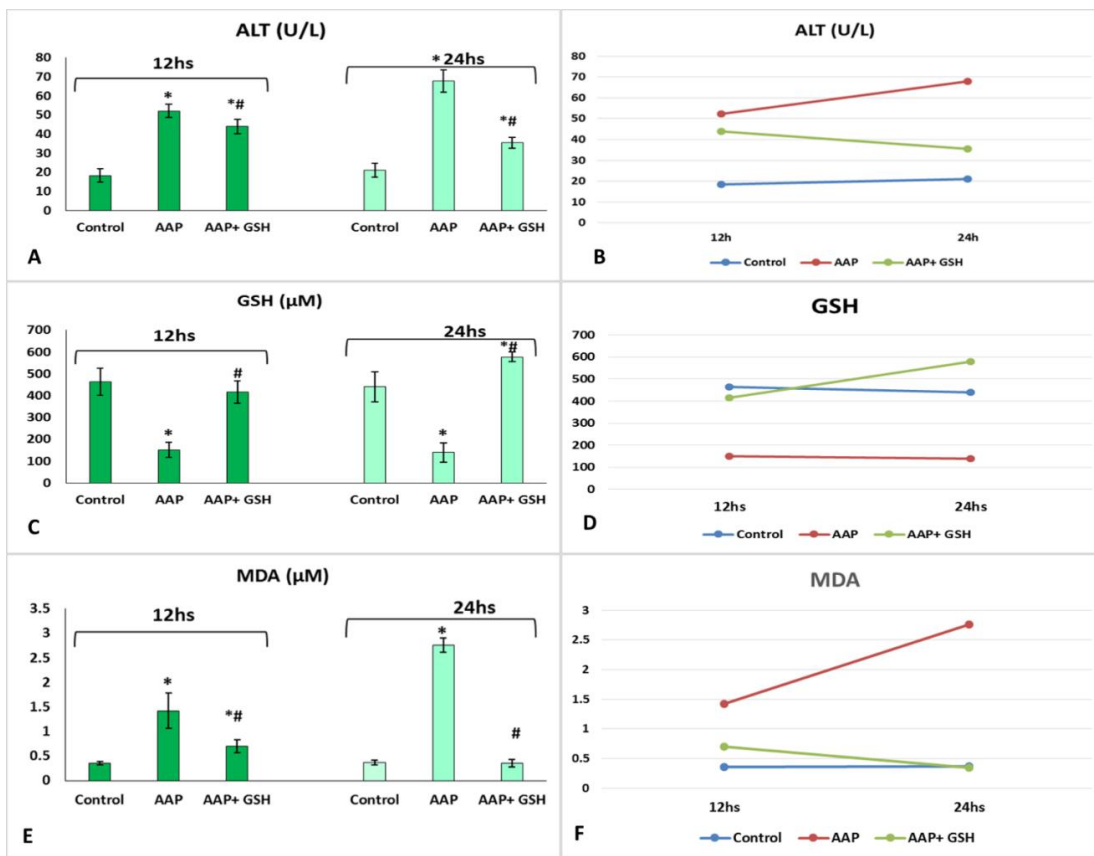 ALT (U/L)
12hs
* 24hs
80
70
60
50
40
30
20
10
0
*
*#
*#
Control
AAP
AAP+ GSH
Control
AAP
AAP+ GSH
A
ALT (U/L)
80
70
60
50
40
30
20
10
0
12h
24h
Control
AAP
AAP+ GSH
B
GSH (µM)
12hs
24hs
700
600
500
400
300
200
100
0
*
#
*
*#
Control
AAP
AAP+ GSH
Control
AAP
AAP+ GSH
C
GSH
700
600
500
400
300
200
100
0
12hs
24hs
Control
AAP
AAP+ GSH
D
MDA (µM)
12hs
24hs
3.5
3
2.5
2
1.5
1
0.5
0
*
*#
*
#
Control
AAP
AAP+ GSH
Control
AAP
AAP+ GSH
E
MDA
3
2.5
2
1.5
1
0.5
0
12hs
24hs
Control
AAP
AAP+ GSH
F